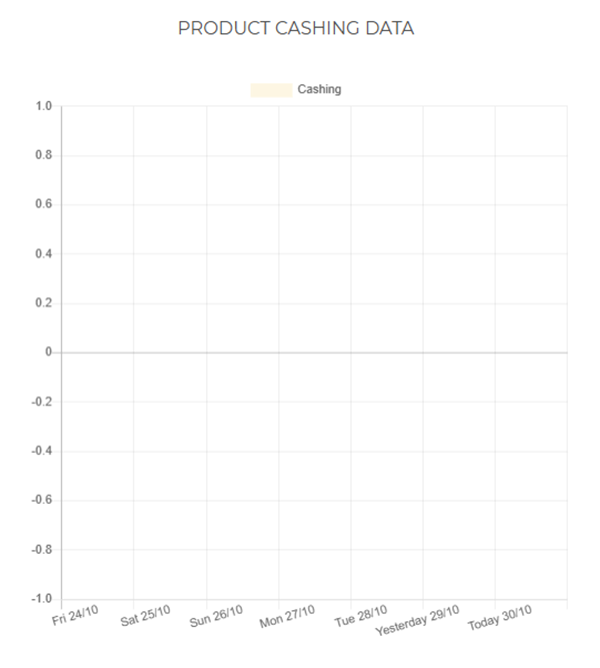 PRODUCT CASHING DATA
Cashing
1.0
0.8
0.6
0.4
0.2
0
-0.2
-0.4
-0.6
-0.8
-1.0
Fri 24/10
Sat 25/10
Sun 26/10
Mon 27/10
Tue 28/10
Yesterday 29/10
Today 30/10